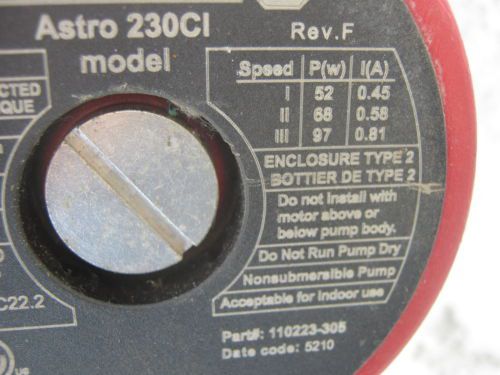 Astro 230CI Rev.F
model
Speed P(w) I(A)
I 52 0.45
II 68 0.58
III 97 0.81
CTED
QUE
ENCLOSURE TYPE 2
BOTTIER DE TYPE 2
Do not install with
motor above or
below pump body.
Do Not Run Pump Dry
Nonsubmersible Pump
Acceptable for indoor use
C22.2
Part#: 110223-305
Date code: 5210
us